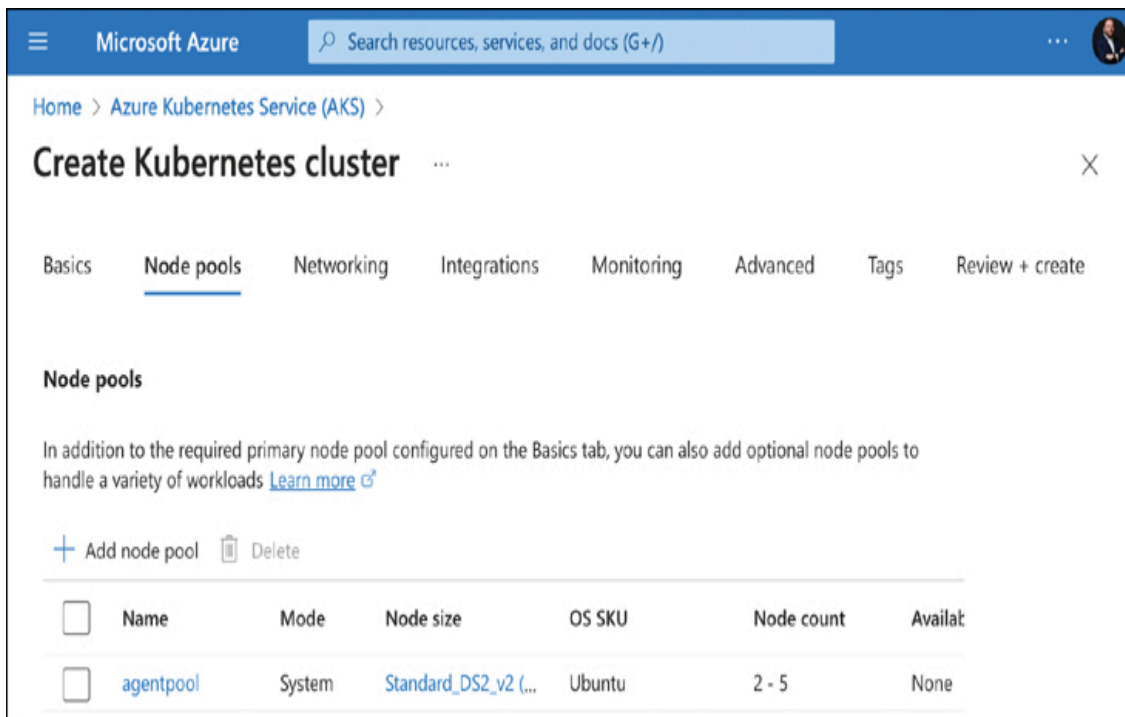 Microsoft Azure
Search resources, services, and docs (G+/)
...
Home > Azure Kubernetes Service (AKS) >
Create Kubernetes cluster ...
Basics Node pools Networking Integrations Monitoring Advanced Tags Review + create
Node pools
In addition to the required primary node pool configured on the Basics tab, you can also add optional node pools to
handle a variety of workloads Learn more
+ Add node pool Delete
Name Mode Node size OS SKU Node count Availab
agentpool System Standard_DS2_v2 (... Ubuntu 2 - 5 None